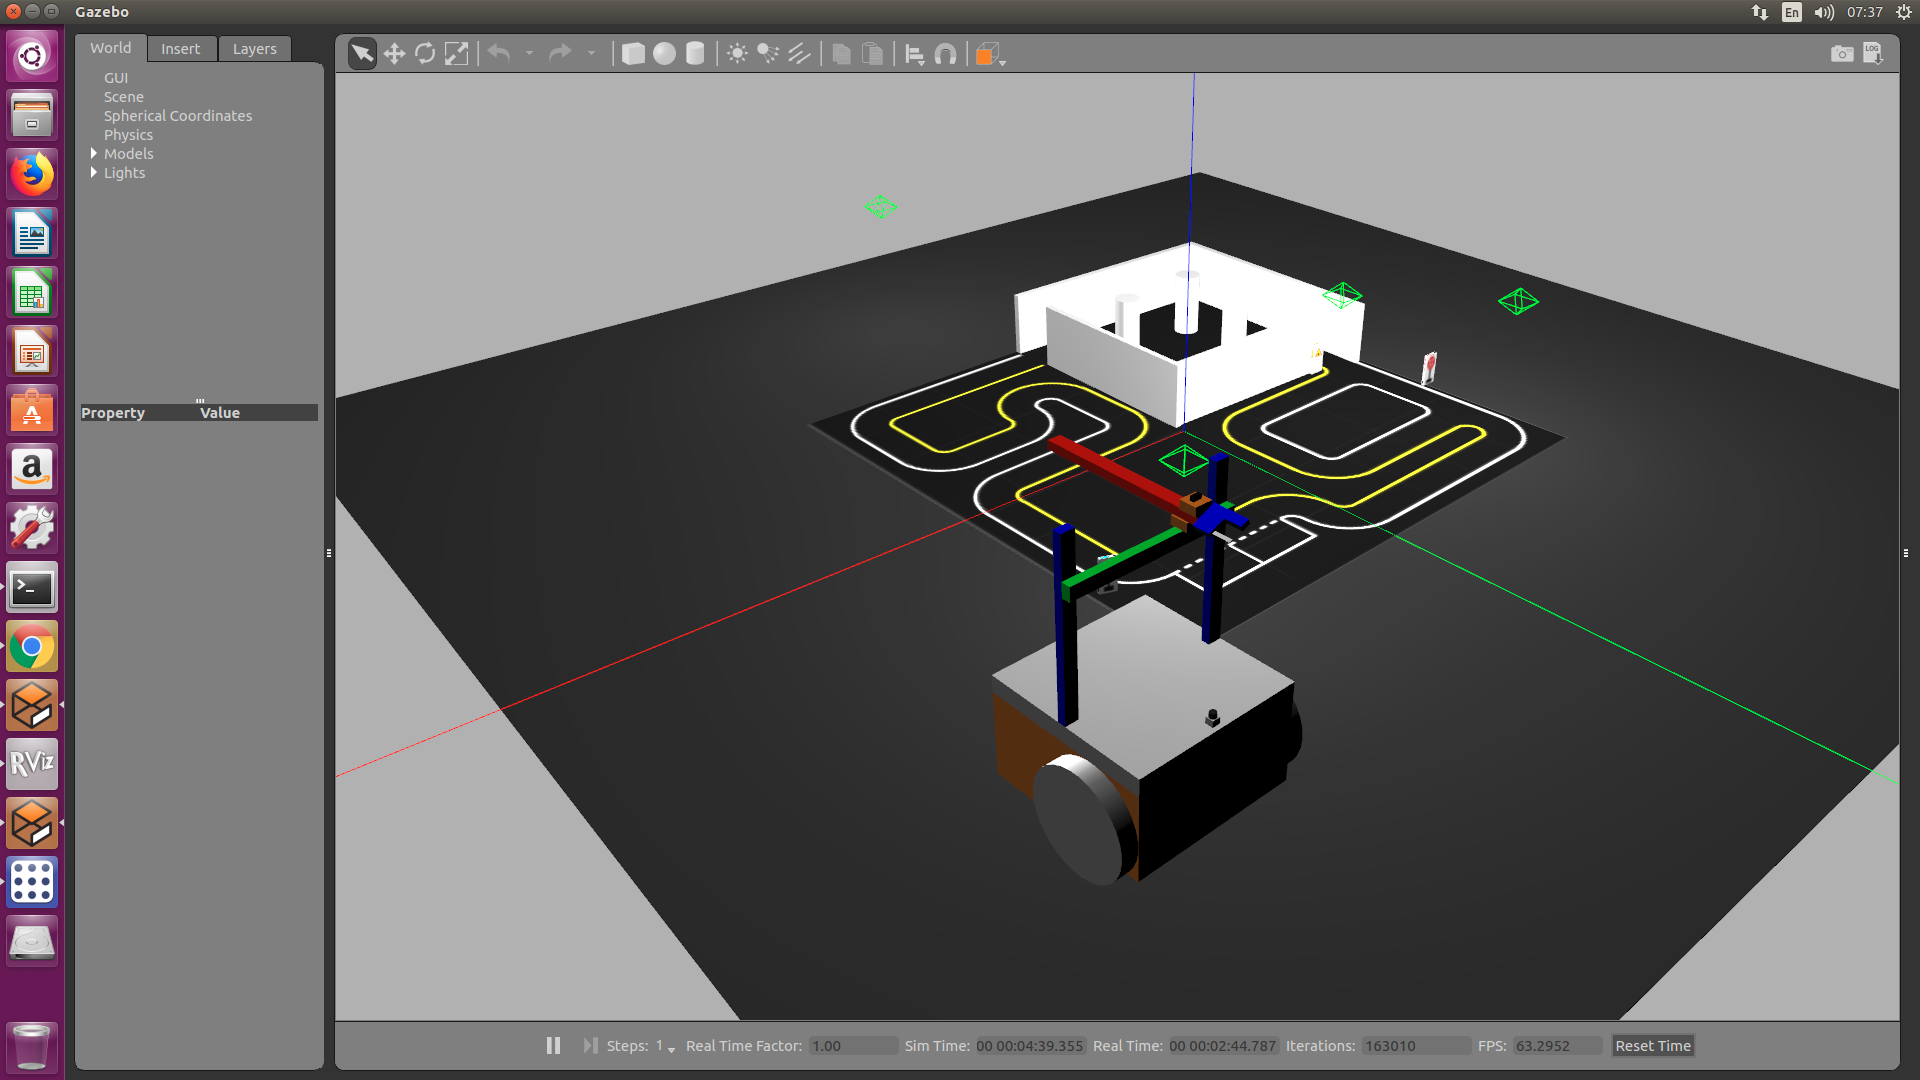 Gazebo
En
07:37
World Insert Layers
LOG
GUI
Scene
Spherical Coordinates
Physics
Models
Lights
Property Value
a
>_
RViz
Steps: 1 Real Time Factor: 1.00 Sim Time: 00 00:04:39.355 Real Time: 00 00:02:44.787 Iterations: 163010 FPS: 63.2952 Reset Time